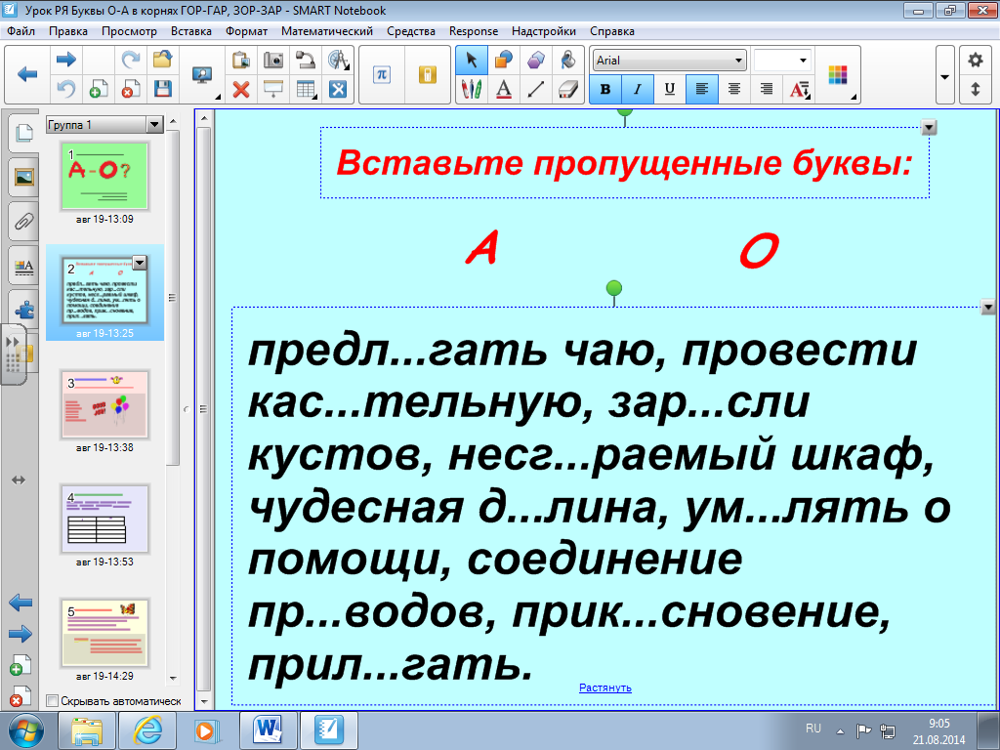 Урок РЯ Буквы О-А в корнях ГОР-ГАР, ЗОР-ЗАР - SMART Notebook
Файл Правка Просмотр Вставка Формат Математический Средства Response Надстройки Справка
π
Arial
B I U A
A
Группа 1
1
А-О?
авг 19-13:09
2
авг 19-13:25
3
авг 19-13:38
4
авг 19-13:53
5
авг 19-14:29
Скрывать автоматическ
Вставьте пропущенные буквы:
А О
предл...гать чаю, провести
кас...тельную, зар...сли
кустов, несг...раемый шкаф,
чудесная д...лина, ум...лять о
помощи, соединение
пр...водов, прик...сновение,
прил...гать.
Растянуть
RU
9:05
21.08.2014